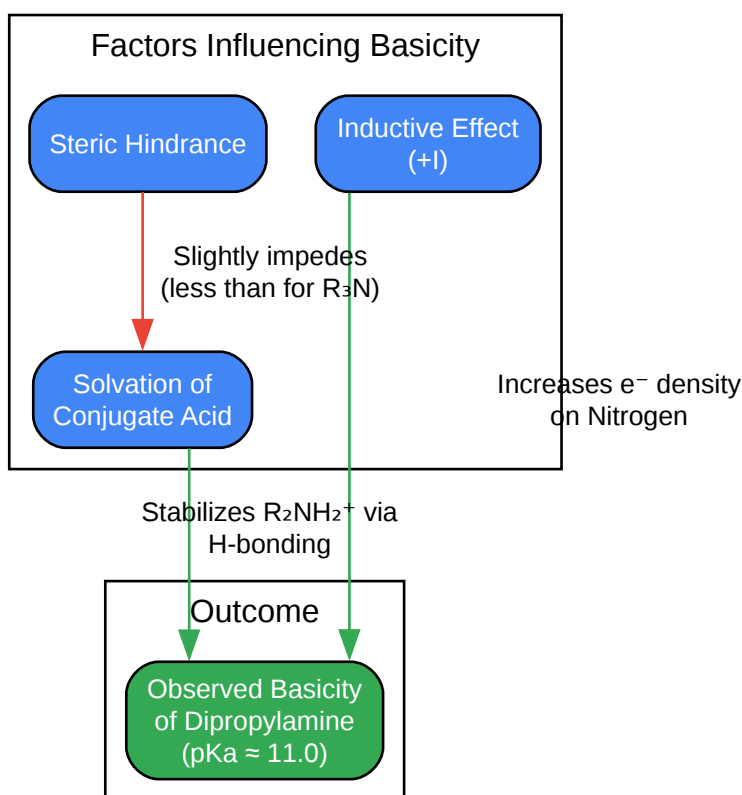 Factors Influencing Basicity
Steric Hindrance
Inductive Effect
(+I)
Slightly impedes
(less than for R₃N)
Solvation of
Conjugate Acid
Increases e⁻ density
on Nitrogen
Stabilizes R₂NH₂⁺ via
H-bonding
Outcome
Observed Basicity
of Dipropylamine
(pKa ≈ 11.0)